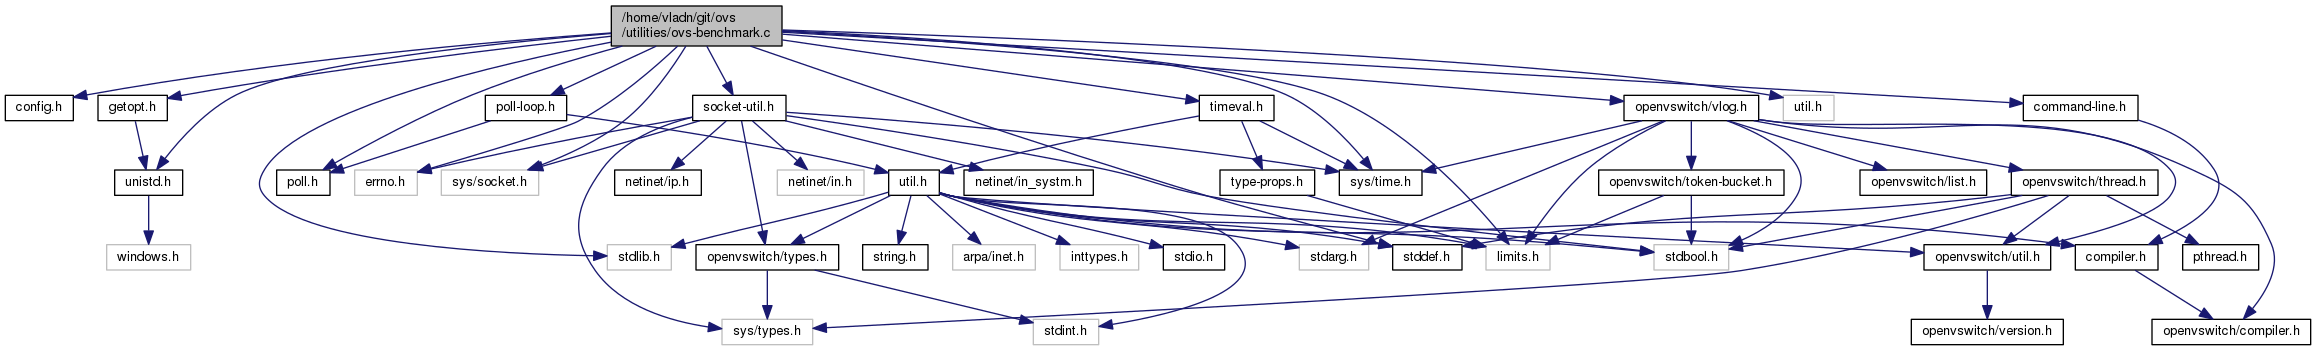 /home/vladn/git/ovs
/utilities/ovs-benchmark.c
config.h
getopt.h
poll-loop.h
socket-util.h
timeval.h
openvswitch/vlog.h
util.h
command-line.h
unistd.h
poll.h
errno.h
sys/socket.h
netinet/ip.h
netinet/in.h
util.h
netinet/in_systm.h
type-props.h
sys/time.h
openvswitch/token-bucket.h
openvswitch/list.h
openvswitch/thread.h
windows.h
stdlib.h
openvswitch/types.h
string.h
arpa/inet.h
inttypes.h
stdio.h
stdarg.h
stddef.h
limits.h
stdbool.h
openvswitch/util.h
compiler.h
pthread.h
sys/types.h
stdint.h
openvswitch/version.h
openvswitch/compiler.h